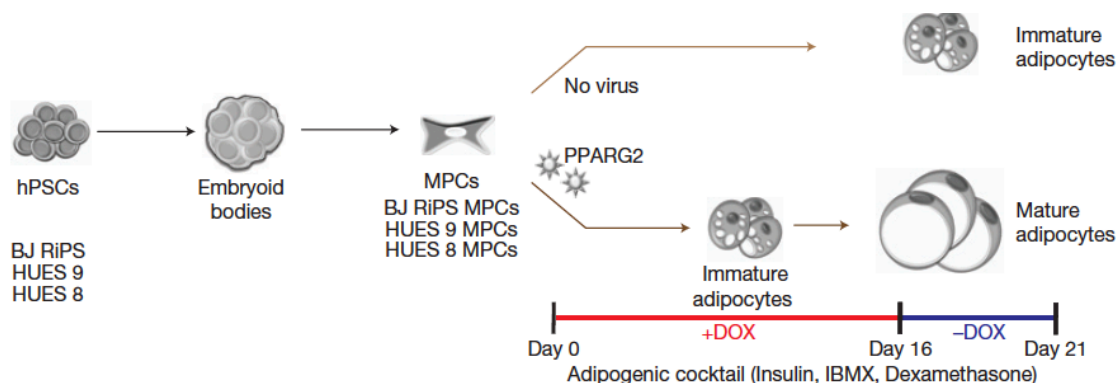 hPSCs
BJ RiPS
HUES 9
HUES 8
Embryoid
bodies
MPCs
BJ RiPS MPCs
HUES 9 MPCs
HUES 8 MPCs
No virus
Immature
adipocytes
PPARG2
Immature
adipocytes
Mature
adipocytes
+DOX
–DOX
Day 0
Day 16
Day 21
Adipogenic cocktail (Insulin, IBMX, Dexamethasone)